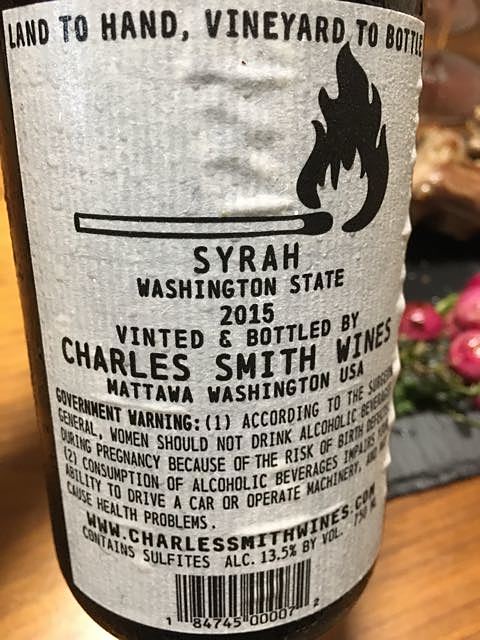 LAND TO HAND, VINEYARD TO BOTTLE
SYRAH
WASHINGTON STATE
2015
VINTED & BOTTLED BY
CHARLES SMITH WINES
MATTAWA WASHINGTON USA
GOVERNMENT WARNING: (1) ACCORDING TO THE SURGEON
GENERAL, WOMEN SHOULD NOT DRINK ALCOHOLIC BEVERAGES
DURING PREGNANCY BECAUSE OF THE RISK OF BIRTH DEFECTS.
(2) CONSUMPTION OF ALCOHOLIC BEVERAGES IMPAIRS YOUR
ABILITY TO DRIVE A CAR OR OPERATE MACHINERY, AND MAY
CAUSE HEALTH PROBLEMS.
WWW.CHARLESSMITHWINES.COM
CONTAINS SULFITES ALC. 13.5% BY VOL. 750 ML
1 84745 00007 2